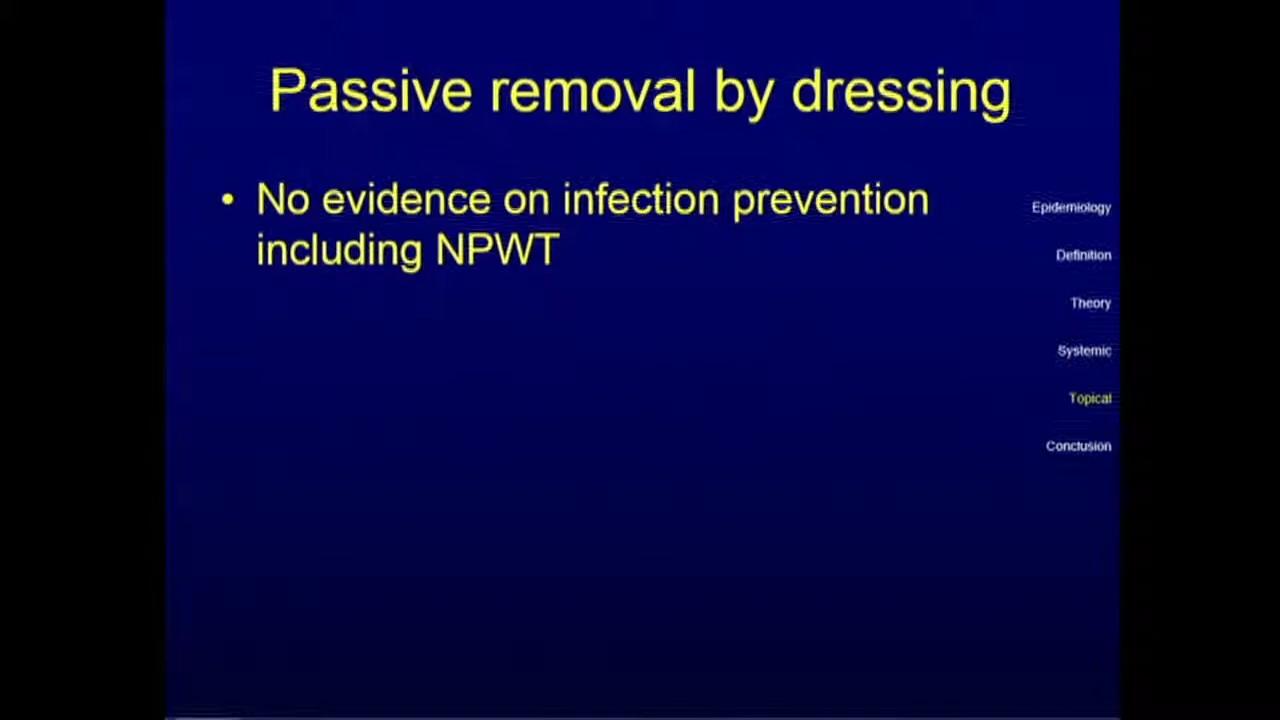 Passive removal by dressing
• No evidence on infection prevention
including NPWT
Epidemiology
Definition
Theory
Systemic
Topical
Conclusion